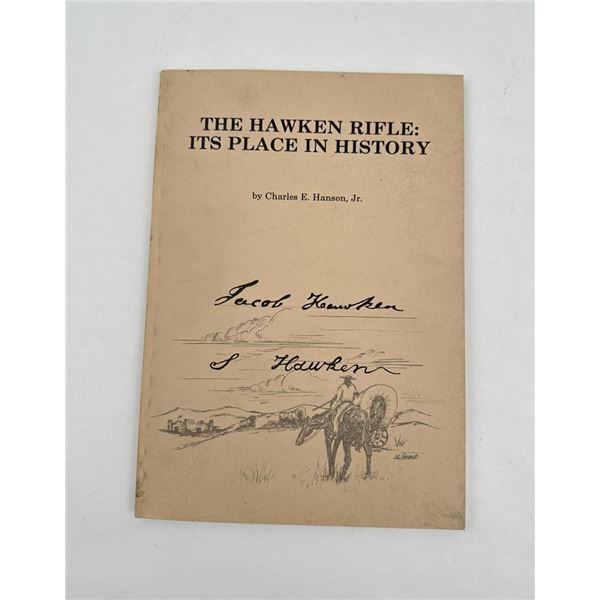 THE HAWKEN RIFLE:
ITS PLACE IN HISTORY
by Charles E. Hanson, Jr.
Jacob Hawken
S Hawken